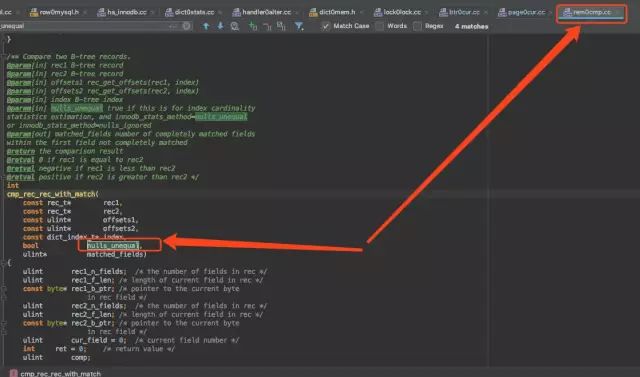 row0mysql.h ha_innodb.cc dict0stats.cc handler0alter.cc dict0mem.h lock0lock.cc btr0cur.cc page0cur.cc rem0cmp.cc
_unequal Match Case Words Regex 4 matches
}
/** Compare two B-tree records.
@param[in] rec1 B-tree record
@param[in] rec2 B-tree record
@param[in] offsets1 rec_get_offsets(rec1, index)
@param[in] offsets2 rec_get_offsets(rec2, index)
@param[in] index B-tree index
@param[in] nulls_unequal true if this is for index cardinality
statistics estimation, and innodb_stats_method=nulls_unequal
or innodb_stats_method=nulls_ignored
@param[out] matched_fields number of completely matched fields
within the first field not completely matched
@return the comparison result
@retval 0 if rec1 is equal to rec2
@retval negative if rec1 is less than rec2
@retval positive if rec2 is greater than rec2 */
int
cmp_rec_rec_with_match(
const rec_t* rec1,
const rec_t* rec2,
const ulint* offsets1,
const ulint* offsets2,
const dict_index_t* index,
bool nulls_unequal,
ulint* matched_fields)
{
ulint rec1_n_fields; /* the number of fields in rec */
ulint rec1_f_len; /* length of current field in rec */
const byte* rec1_b_ptr; /* pointer to the current byte
in rec field */
ulint rec2_n_fields; /* the number of fields in rec */
ulint rec2_f_len; /* length of current field in rec */
const byte* rec2_b_ptr; /* pointer to the current byte
in rec field */
ulint cur_field = 0; /* current field number */
int ret = 0; /* return value */
ulint comp;
cmp_rec_rec_with_match